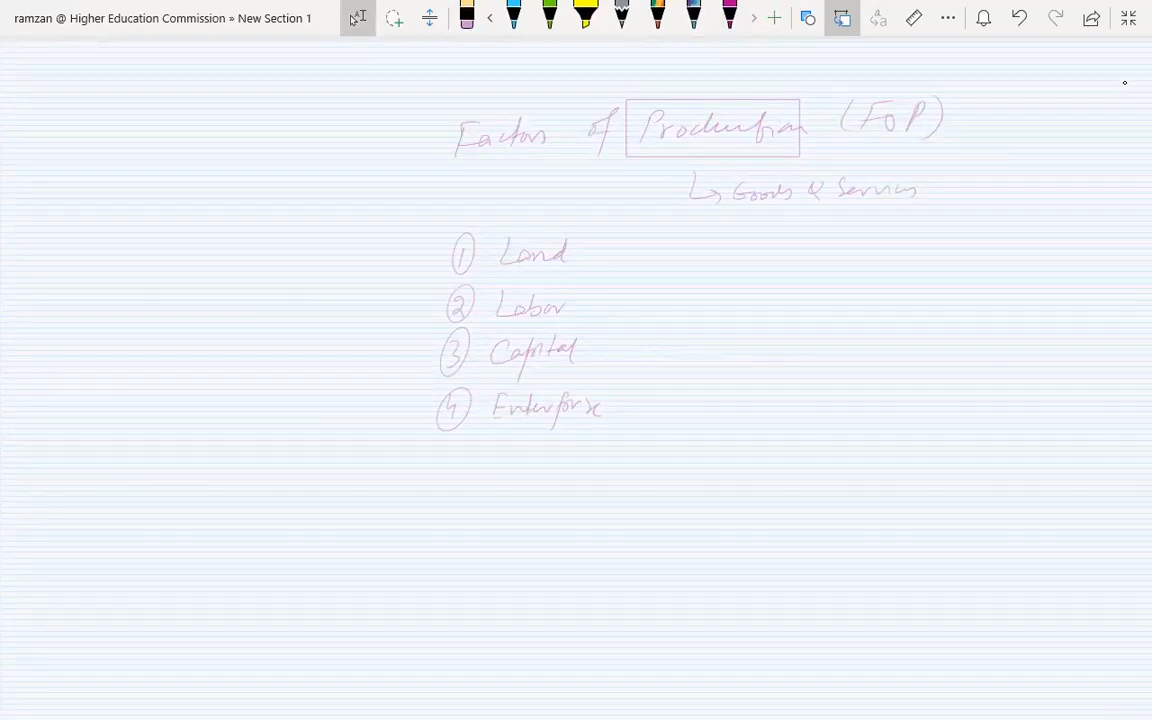 ramzan @ Higher Education Commission » New Section 1
Factors of Production (FOP)
↳ Goods & Services
① Land
② Labor
③ Capital
④ Enterprise